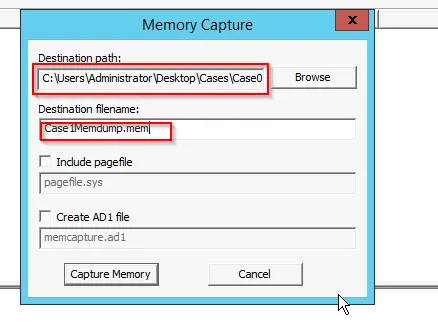 Memory Capture
x
Destination path:
C:\Users\Administrator\Desktop\Cases\Case0
Browse
Destination filename:
Case1Memdump.mem
Include pagefile
pagefile.sys
Create AD1 file
memcapture.ad1
Capture Memory
Cancel